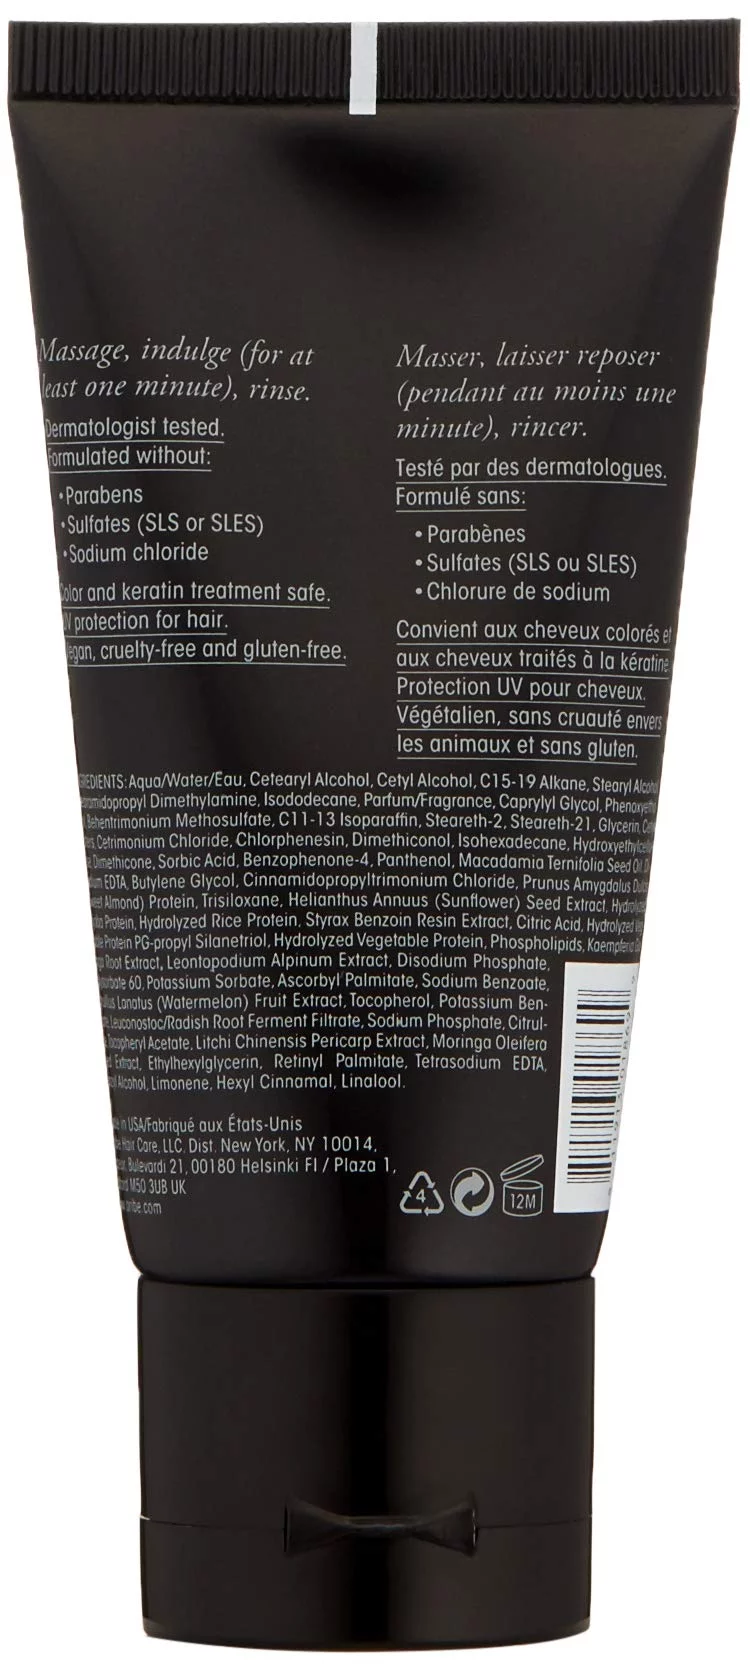 Massage, indulge (for at
least one minute), rinse.
Dermatologist tested.
Formulated without:
•Parabens
•Sulfates (SLS or SLES)
•Sodium chloride
Color and keratin treatment safe.
UV protection for hair.
Vegan, cruelty-free and gluten-free.
Masser, laisser reposer
(pendant au moins une
minute), rincer.
Testé par des dermatologues.
Formulé sans:
•Parabènes
•Sulfates (SLS ou SLES)
•Chlorure de sodium
Convient aux cheveux colorés et
aux cheveux traités à la kératine.
Protection UV pour cheveux.
Végétalien, sans cruauté envers
les animaux et sans gluten.
Aqua/Water/Eau, Cetearyl Alcohol, Cetyl Alcohol, C15-19 Alkane, Stearyl Alcohol
Dimethylamine, Isododecane, Parfum/Fragrance, Caprylyl Glycol,
Behentrimonium Methosulfate, C11-13 Isoparaffin, Steareth-2, Steareth-21, Glycerin,
Cetrimonium Chloride, Chlorphenesin, Dimethiconol, Isohexadecane,
Dimethicone, Sorbic Acid, Benzophenone-4, Panthenol, Macadamia Ternifolia Seed Oil,
EDTA, Butylene Glycol, Cinnamidopropyltrimonium Chloride, Prunus Amygdalus
Almond) Protein, Trisiloxane, Helianthus Annuus (Sunflower) Seed Extract,
Protein, Hydrolyzed Rice Protein, Styrax Benzoin Resin Extract, Citric Acid, Hydrolyzed
Protein PG-propyl Silanetriol, Hydrolyzed Vegetable Protein, Phospholipids, Kaempferia
Root Extract, Leontopodium Alpinum Extract, Disodium Phosphate,
60, Potassium Sorbate, Ascorbyl Palmitate, Sodium Benzoate,
Lanatus (Watermelon) Fruit Extract, Tocopherol, Potassium Ben-
Leuconostoc/Radish Root Ferment Filtrate, Sodium Phosphate, Citrul-
Tocopheryl Acetate, Litchi Chinensis Pericarp Extract, Moringa Oleifera
Extract, Ethylhexylglycerin, Retinyl Palmitate, Tetrasodium EDTA,
Alcohol, Limonene, Hexyl Cinnamal, Linalool.
in USA/Fabriqué aux États-Unis
Hair Care, LLC. Dist. New York, NY 10014,
Bulevardi 21, 00180 Helsinki FI / Plaza 1,
M50 3UB UK
4
12M